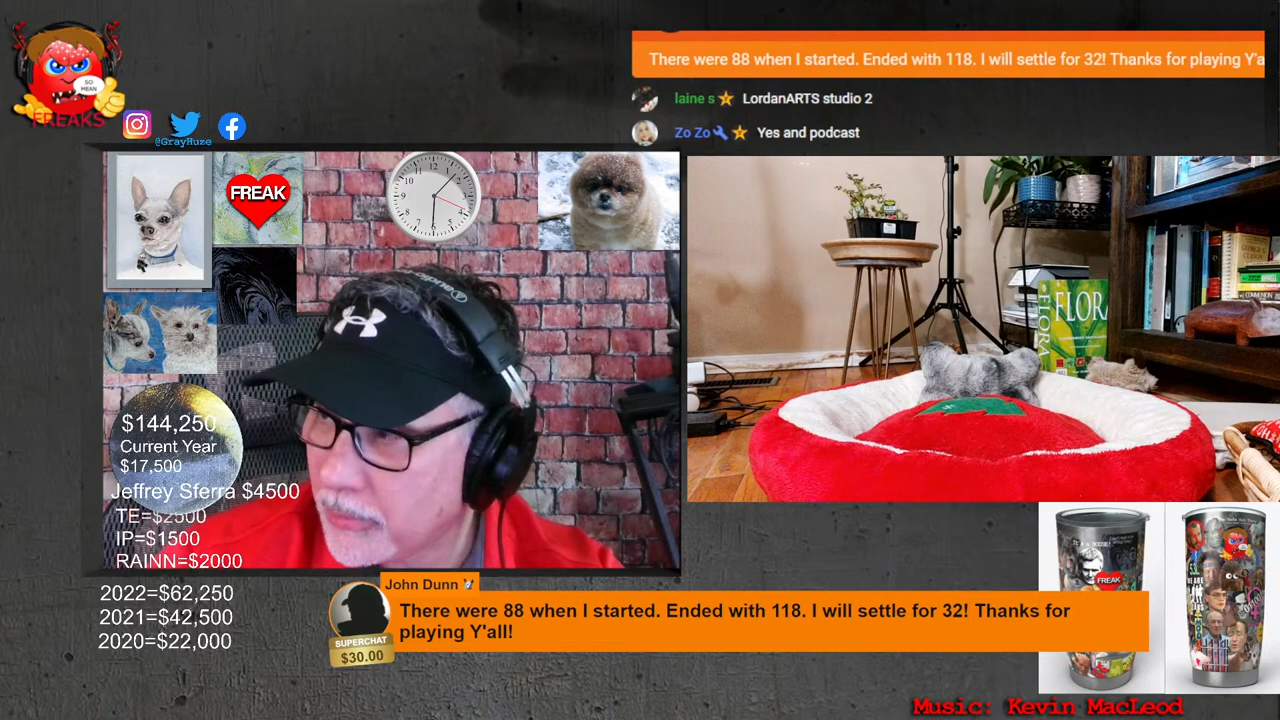 There were 88 when I started. Ended with 118. I will settle for 32! Thanks for playing Y'a
laine s LordanARTS studio 2
Zo Zo Yes and podcast
SO
MEAN
FREAKS
@GrayHuze
FREAK
12
FLORA
FLORA
$144,250
Current Year
$17,500
Jeffrey Sferra $4500
TE=$2500
IP=$1500
RAINN=$2000
2022=$62,250
2021=$42,500
2020=$22,000
John Dunn
There were 88 when I started. Ended with 118. I will settle for 32! Thanks for
playing Y'all!
SUPERCHAT
$30.00
FREAK
Music: Kevin MacLeod